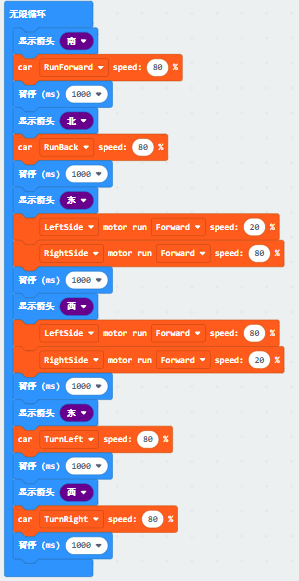 无限循环
显示箭头 南
car RunForward speed: 80 %
暂停 (ms) 1000
显示箭头 北
car RunBack speed: 80 %
暂停 (ms) 1000
显示箭头 东
LeftSide motor run Forward speed: 20
RightSide motor run Forward speed: 80
暂停 (ms) 1000
显示箭头 西
LeftSide motor run Forward speed: 80
RightSide motor run Forward speed: 20
暂停 (ms) 1000
显示箭头 东
car TurnLeft speed: 80 %
暂停 (ms) 1000
显示箭头 西
car TurnRight speed: 80 %
暂停 (ms) 1000